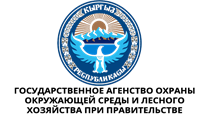 КЫРГЫЗ
РЕСПУБЛИКАСЫ
ГОСУДАРСТВЕННОЕ АГЕНСТВО ОХРАНЫ
ОКРУЖАЮЩЕЙ СРЕДЫ И ЛЕСНОГО
ХОЗЯЙСТВА ПРИ ПРАВИТЕЛЬСТВЕ